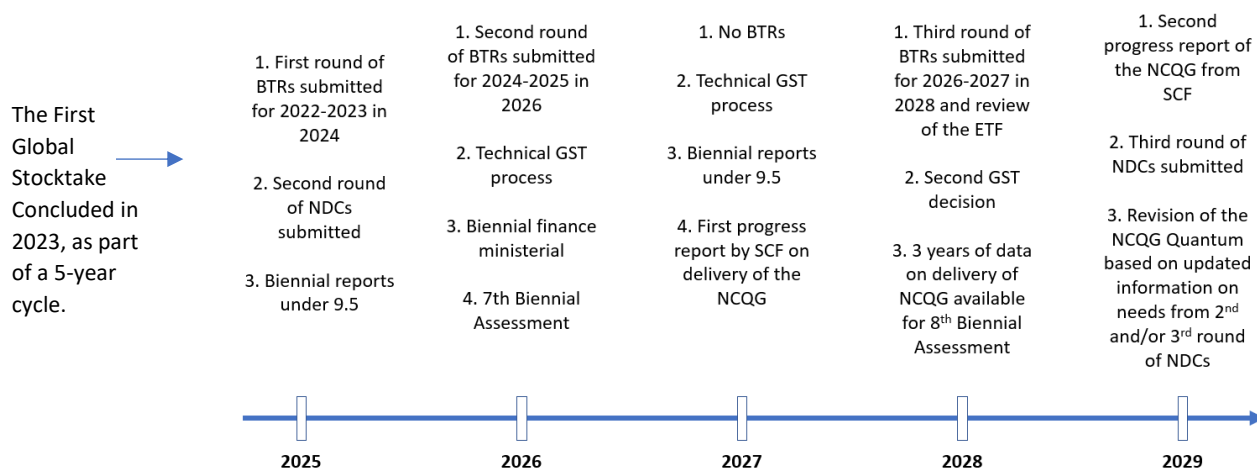 The First
Global
Stocktake
Concluded in
2023, as part
of a 5-year
cycle.
1. First round of
BTRs submitted
for 2022-2023 in
2024
2. Second round
of NDCs
submitted
3. Biennial reports
under 9.5
1. Second round
of BTRs submitted
for 2024-2025 in
2026
2. Technical GST
process
3. Biennial finance
ministerial
4. 7th Biennial
Assessment
1. No BTRs
2. Technical GST
process
3. Biennial reports
under 9.5
4. First progress
report by SCF on
delivery of the
NCQG
1. Third round of
BTRs submitted
for 2026-2027 in
2028 and review
of the ETF
2. Second GST
decision
3. 3 years of data
on delivery of
NCQG available
for 8th Biennial
Assessment
1. Second
progress report of
the NCQG from
SCF
2. Third round of
NDCs submitted
3. Revision of the
NCQG Quantum
based on updated
information on
needs from 2nd
and/or 3rd round
of NDCs
2025
2026
2027
2028
2029